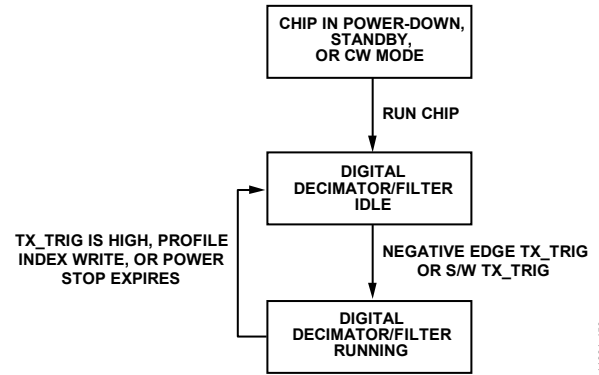 CHIP IN POWER-DOWN,
STANDBY,
OR CW MODE
RUN CHIP
DIGITAL
DECIMATOR/FILTER
IDLE
TX_TRIG IS HIGH, PROFILE
INDEX WRITE, OR POWER
STOP EXPIRES
NEGATIVE EDGE TX_TRIG
OR S/W TX_TRIG
DIGITAL
DECIMATOR/FILTER
RUNNING